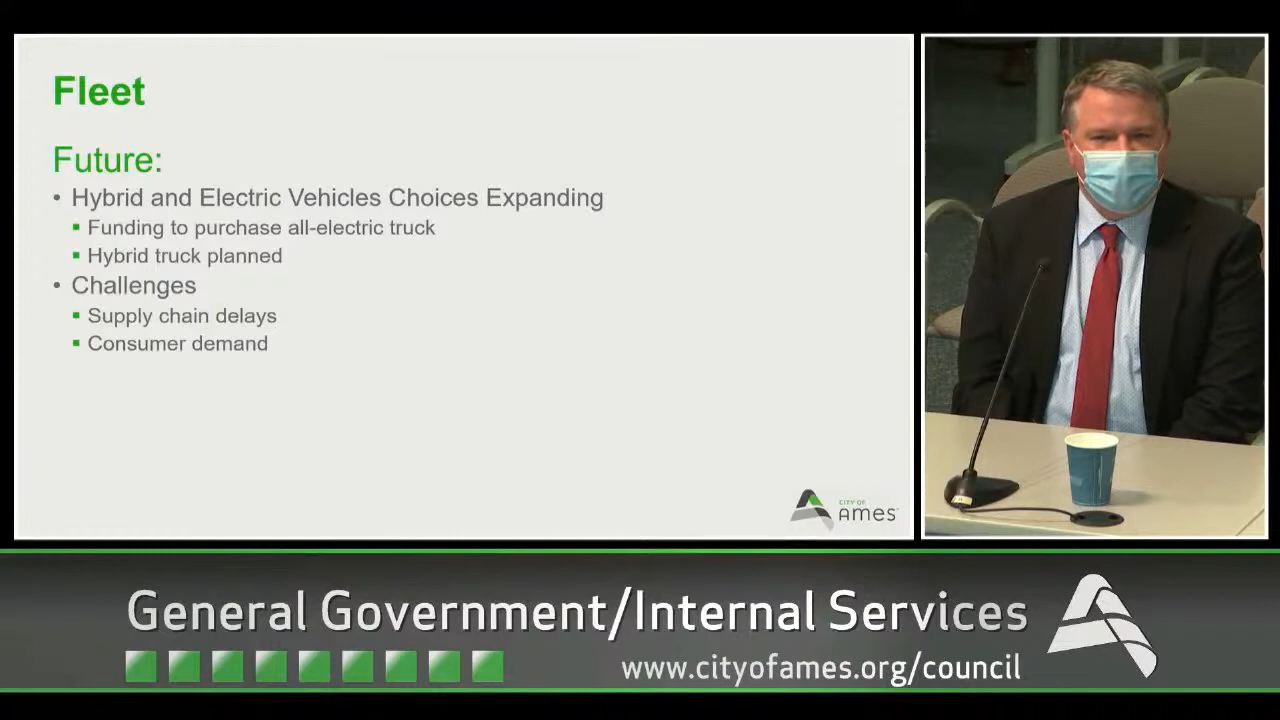 Fleet
Future:
• Hybrid and Electric Vehicles Choices Expanding
▪ Funding to purchase all-electric truck
▪ Hybrid truck planned
• Challenges
▪ Supply chain delays
▪ Consumer demand
CITY OF
AMES™
General Government/Internal Services
www.cityofames.org/council